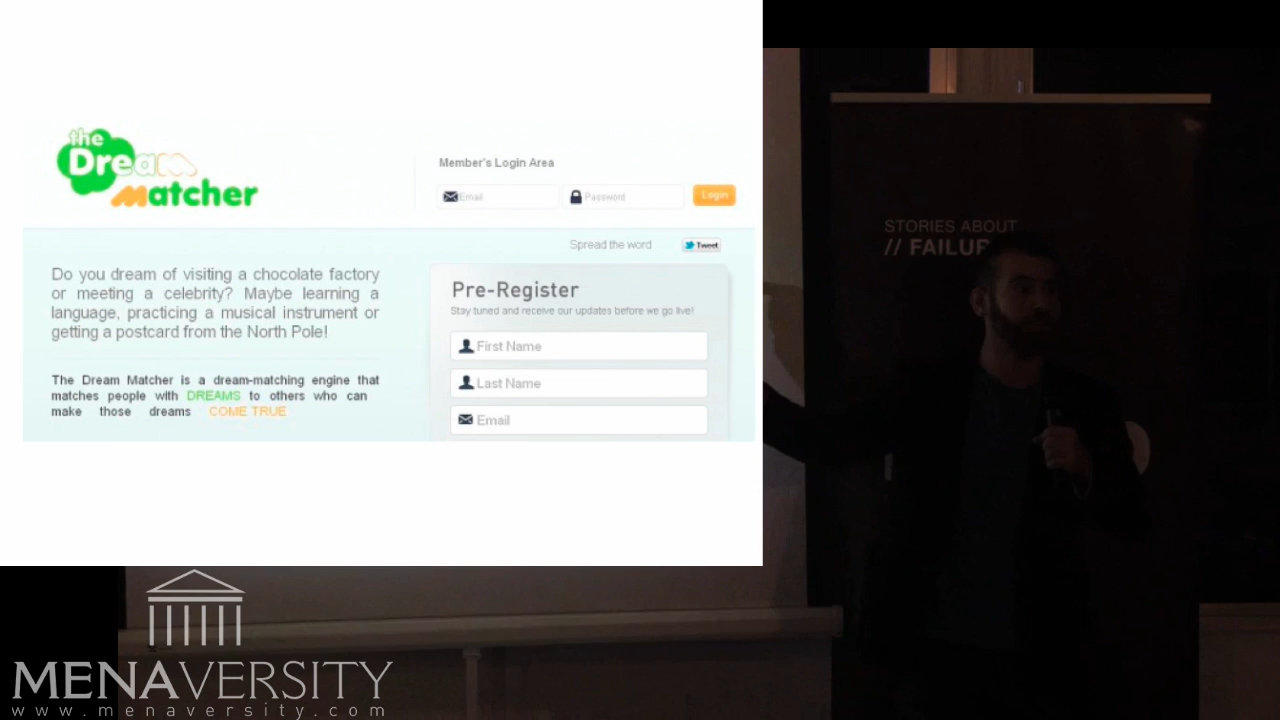 the
Dream
Matcher
Member's Login Area
Email
Password
Login
Spread the word
Tweet
Do you dream of visiting a chocolate factory
or meeting a celebrity? Maybe learning a
language, practicing a musical instrument or
getting a postcard from the North Pole!
The Dream Matcher is a dream-matching engine that
matches people with DREAMS to others who can
make those dreams COME TRUE
Pre-Register
Stay tuned and receive our updates before we go live!
First Name
Last Name
Email
STORIES ABOUT
// FAILUR
MENAVERSITY
www.menaversity.com